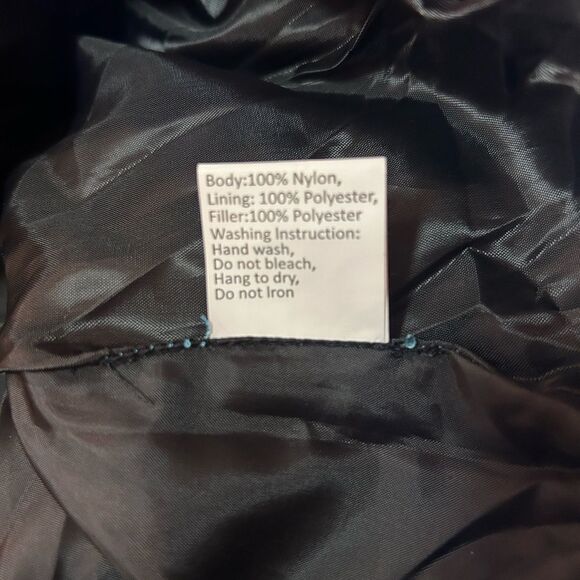 Body:100% Nylon,
Lining: 100% Polyester,
Filler:100% Polyester
Washing Instruction:
Hand wash,
Do not bleach,
Hang to dry,
Do not Iron